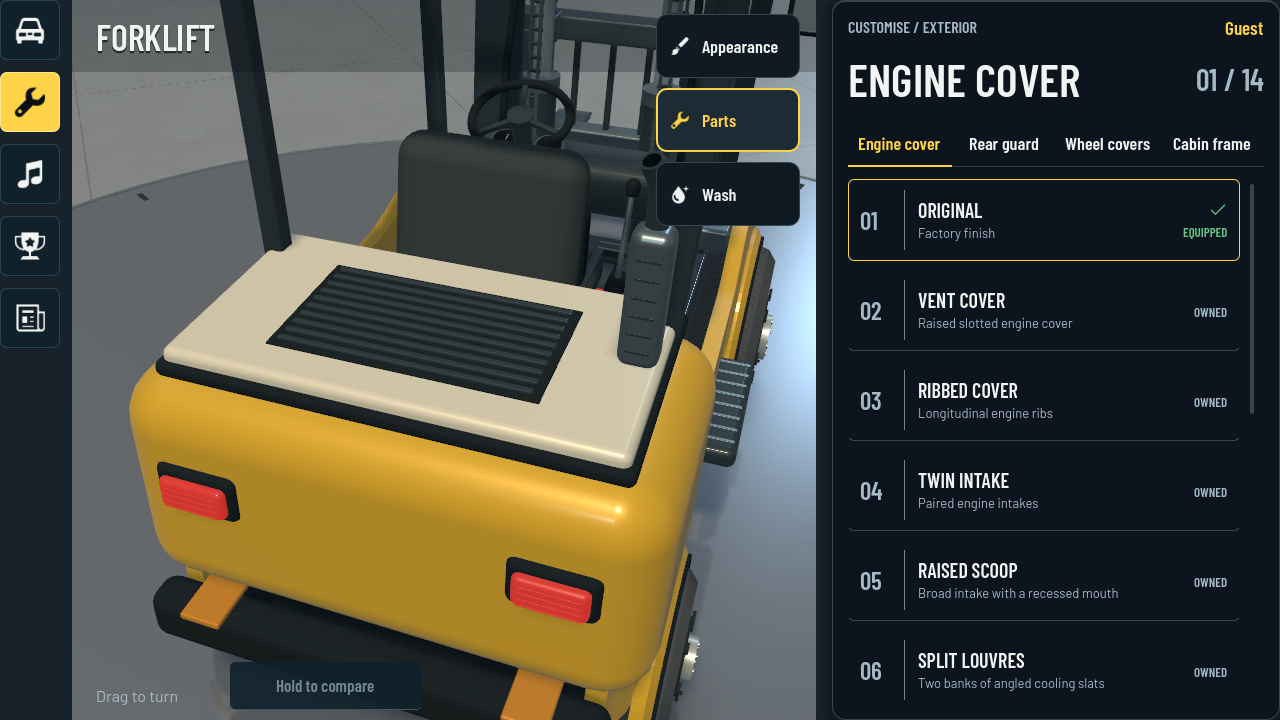 FORKLIFT
Appearance
Parts
Wash
Drag to turn
Hold to compare
CUSTOMISE / EXTERIOR
Guest
ENGINE COVER
01 / 14
Engine cover
Rear guard
Wheel covers
Cabin frame
01
ORIGINAL
Factory finish
EQUIPPED
02
VENT COVER
Raised slotted engine cover
OWNED
03
RIBBED COVER
Longitudinal engine ribs
OWNED
04
TWIN INTAKE
Paired engine intakes
OWNED
05
RAISED SCOOP
Broad intake with a recessed mouth
OWNED
06
SPLIT LOUVRES
Two banks of angled cooling slats
OWNED